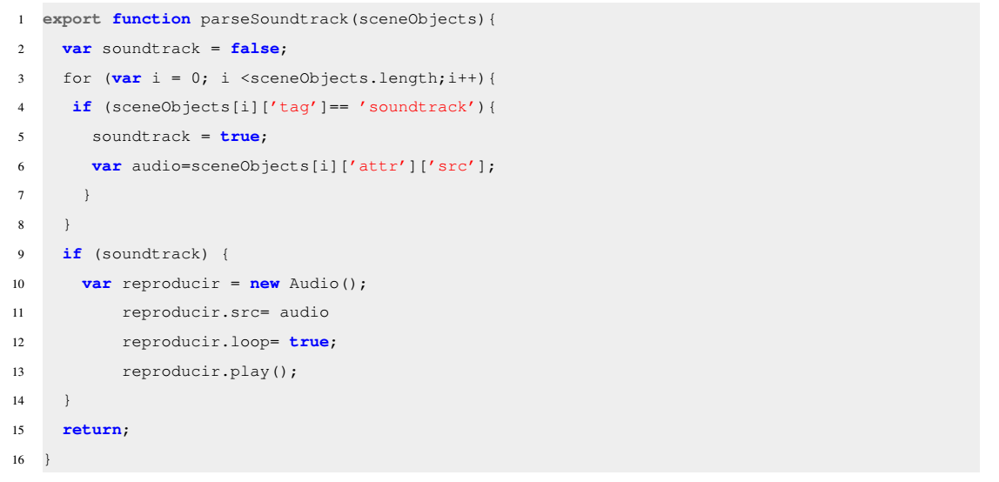 1 export function parseSoundtrack(sceneObjects){
2 var soundtrack = false;
3 for (var i = 0; i <sceneObjects.length;i++){
4 if (sceneObjects[i]['tag']== 'soundtrack'){
5 soundtrack = true;
6 var audio=sceneObjects[i]['attr']['src'];
7 }
8 }
9 if (soundtrack) {
10 var reproducir = new Audio();
11 reproducir.src= audio
12 reproducir.loop= true;
13 reproducir.play();
14 }
15 return;
16 }